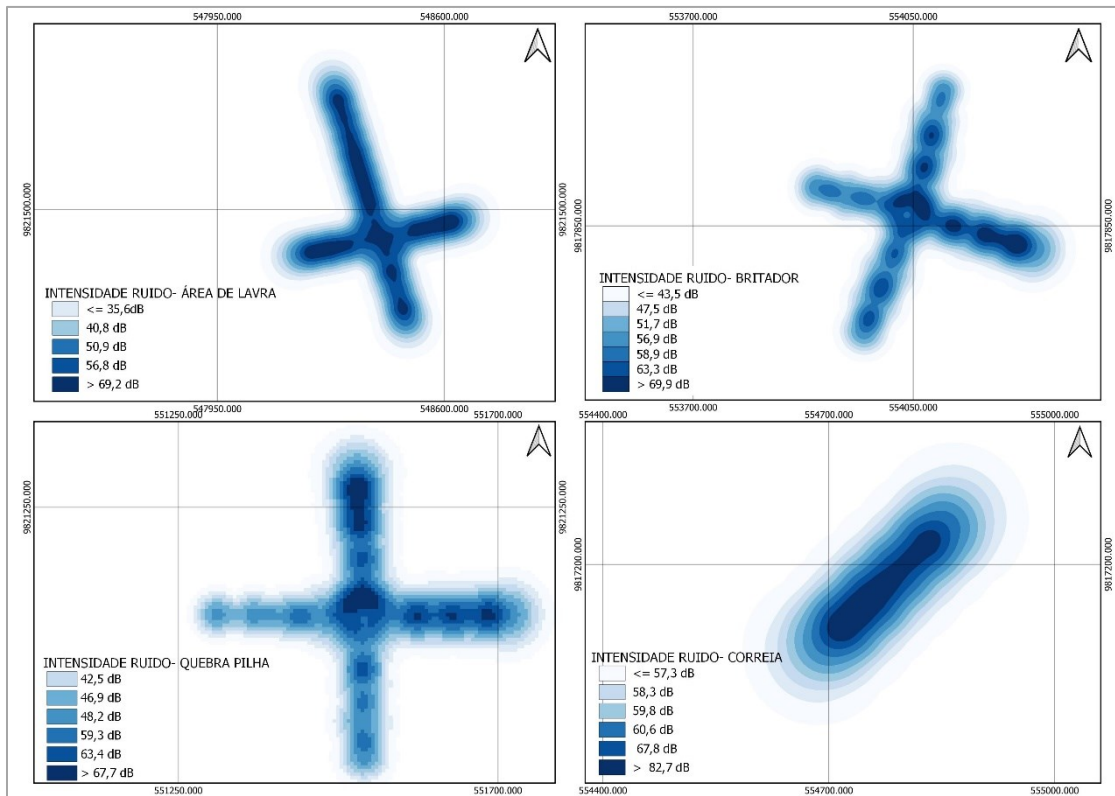 547950.000 548600.000
553700.000 554050.000
9821500.000 9821500.000
9817850.000 9817850.000
INTENSIDADE RUIDO- ÁREA DE LAVRA
<= 35,6dB
40,8 dB
50,9 dB
56,8 dB
> 69,2 dB
INTENSIDADE RUIDO- BRITADOR
<= 43,5 dB
47,5 dB
51,7 dB
56,9 dB
58,9 dB
63,3 dB
> 69,9 dB
547950.000 548600.000
553700.000 554050.000
551250.000 551700.000
554400.000 554700.000 555000.000
9821250.000 9821250.000
9817200.000 9817200.000
INTENSIDADE RUIDO- QUEBRA PILHA
42,5 dB
46,9 dB
48,2 dB
59,3 dB
63,4 dB
> 67,7 dB
INTENSIDADE RUIDO- CORREIA
<= 57,3 dB
58,3 dB
59,8 dB
60,6 dB
67,8 dB
> 82,7 dB
551250.000 551700.000
554400.000 554700.000 555000.000